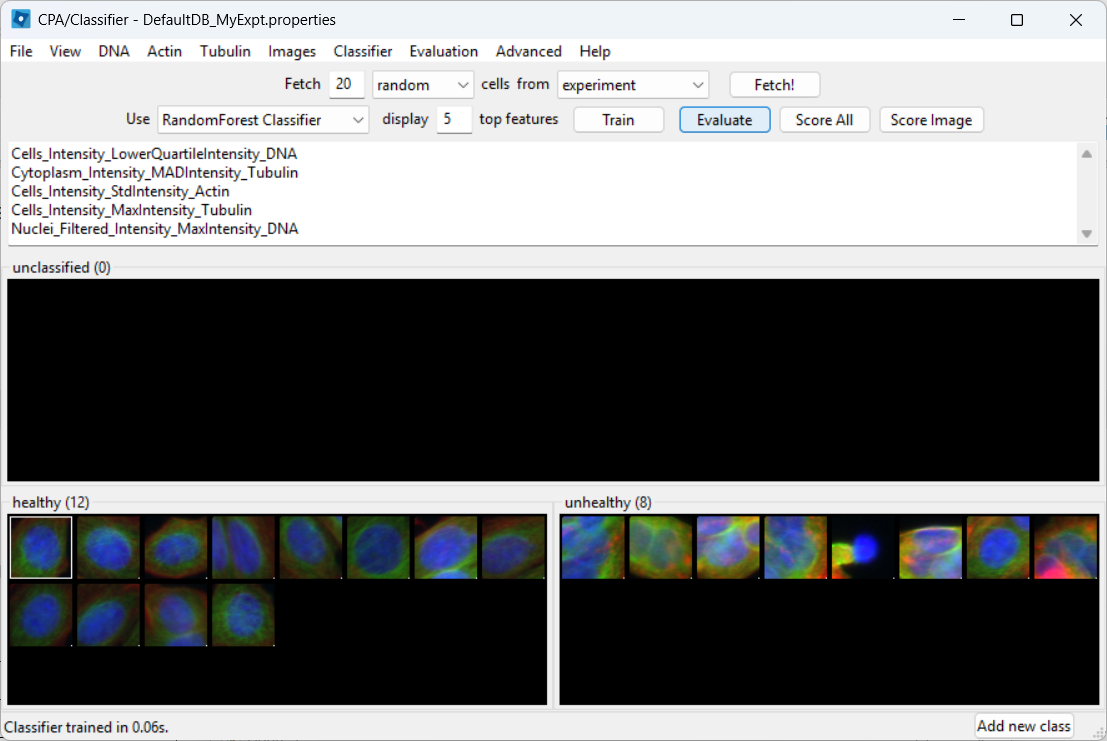 CPA/Classifier - DefaultDB_MyExpt.properties
File View DNA Actin Tubulin Images Classifier Evaluation Advanced Help
Fetch 20 random cells from experiment Fetch!
Use RandomForest Classifier display 5 top features Train Evaluate Score All Score Image
Cells_Intensity_LowerQuartileIntensity_DNA
Cytoplasm_Intensity_MADIntensity_Tubulin
Cells_Intensity_StdIntensity_Actin
Cells_Intensity_MaxIntensity_Tubulin
Nuclei_Filtered_Intensity_MaxIntensity_DNA
unclassified (0)
healthy (12) unhealthy (8)
Classifier trained in 0.06s. Add new class